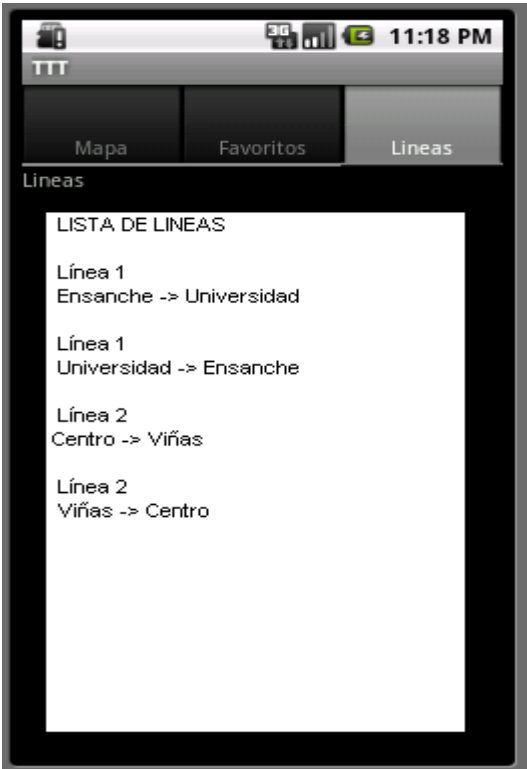 3G 11:18 PM
TTT
Mapa Favoritos Lineas
Lineas
LISTA DE LINEAS
Línea 1
Ensanche -> Universidad
Línea 1
Universidad -> Ensanche
Línea 2
Centro -> Viñas
Línea 2
Viñas -> Centro